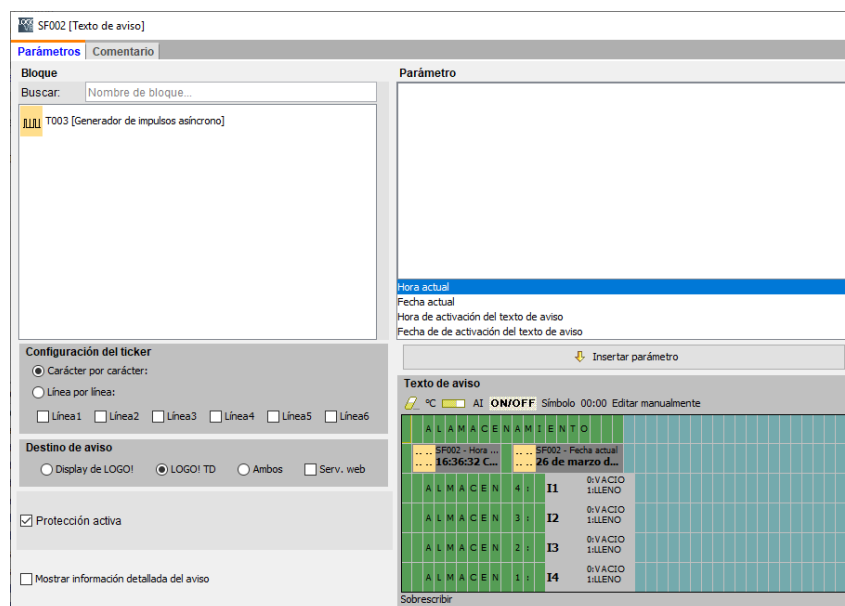 SF002 [Texto de aviso]
Parámetros Comentario
Bloque
Buscar: Nombre de bloque...
T003 [Generador de impulsos asíncrono]
Parámetro
Hora actual
Fecha actual
Hora de activación del texto de aviso
Fecha de de activación del texto de aviso
Insertar parámetro
Configuración del ticker
Carácter por carácter:
Línea por línea:
Línea1 Línea2 Línea3 Línea4 Línea5 Línea6
Destino de aviso
Display de LOGO! LOGO! TD Ambos Serv. web
Protección activa
Mostrar información detallada del aviso
Texto de aviso
ºC AI ON/OFF Símbolo 00:00 Editar manualmente
ALAMACENAMIENTO
SF002 - Hora ... SF002 - Fecha actual
16:36:32 C... 26 de marzo d...
ALMACEN 4: I1 0:VACIO
1:LLENO
ALMACEN 3: I2 0:VACIO
1:LLENO
ALMACEN 2: I3 0:VACIO
1:LLENO
ALMACEN 1: I4 0:VACIO
1:LLENO
Sobrescribir